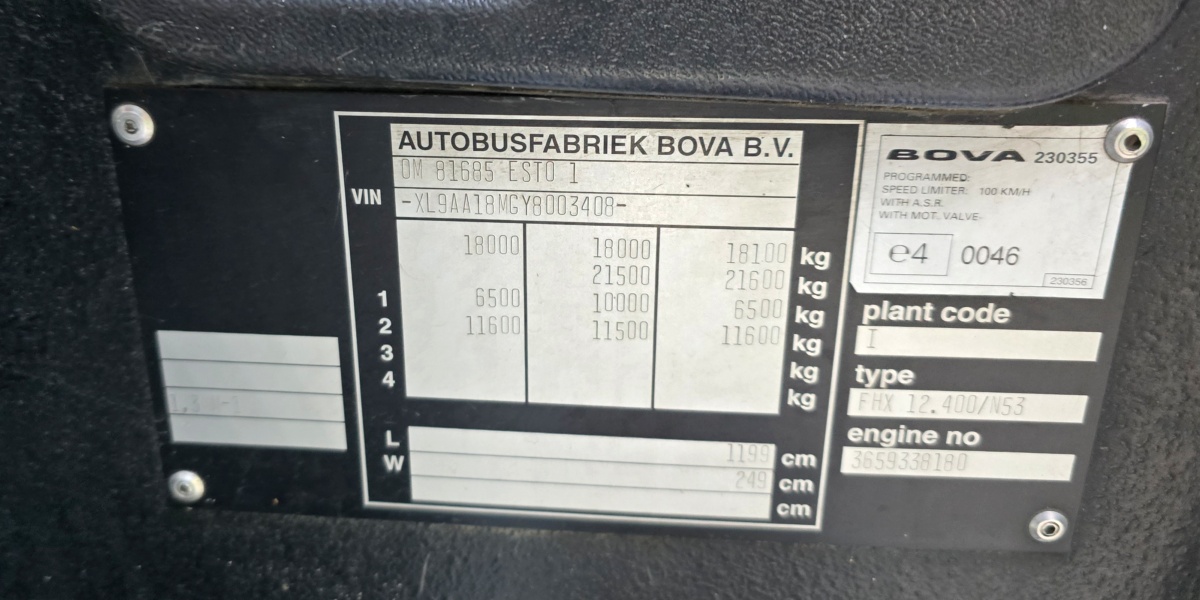 AUTOBUSFABRIEK BOVA B.V.
OM 81685 ESTO 1
VIN -XL9AA18MGY8003408-
18000 18000 18100 kg
21500 21600 kg
1 6500 10000 6500 kg
2 11600 11500 11600 kg
3 kg
4 kg
L 1199 cm
W 249 cm
cm
BOVA 230355
PROGRAMMED:
SPEED LIMITER: 100 KM/H
WITH A.S.R.
WITH MOT. VALVE
e4 0046
230356
plant code
I
type
FHX 12.400/NS3
engine no
3659338180